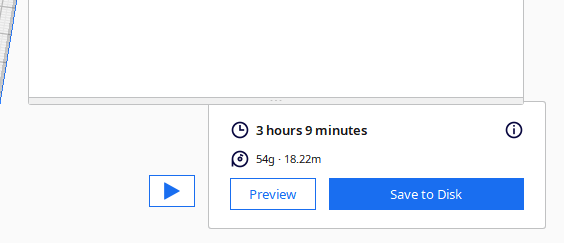 3 hours 9 minutes
54g · 18.22m
Preview
Save to Disk